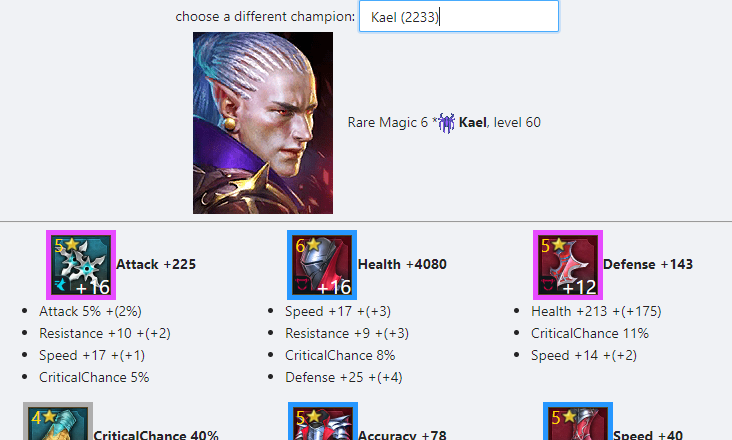 choose a different champion: Kael (2233)
Rare Magic 6 * Kael, level 60
5 +16 Attack +225
Attack 5% +(2%)
Resistance +10 +(+2)
Speed +17 +(+1)
CriticalChance 5%
6 +16 Health +4080
Speed +17 +(+3)
Resistance +9 +(+3)
CriticalChance 8%
Defense +25 +(+4)
5 +12 Defense +143
Health +213 +(+175)
CriticalChance 11%
Speed +14 +(+2)
4 CriticalChance 40%
5 Accuracy +78
5 Speed +40